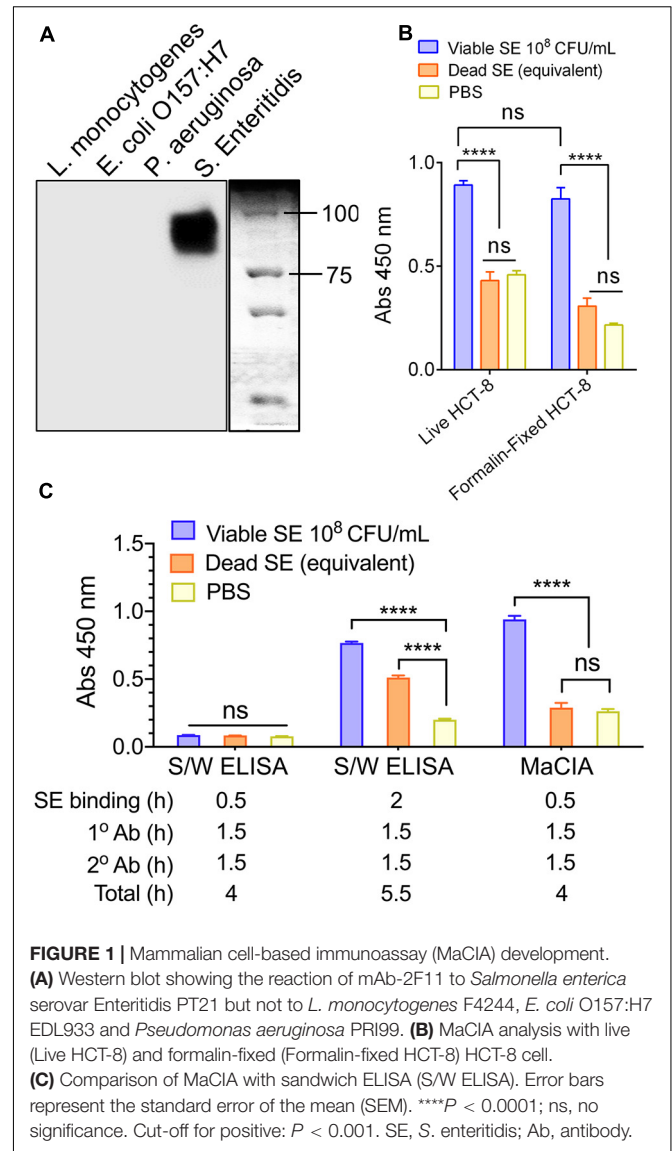 A
L. monocytogenes
E. coli O157:H7
P. aeruginosa
S. Enteritidis
100
75
B
Viable SE 10⁸ CFU/mL
Dead SE (equivalent)
PBS
ns
**** ****
ns ns
1.0
0.5
0.0
Abs 450 nm
Live HCT-8
Formalin-Fixed HCT-8
C
Viable SE 10⁸ CFU/mL
Dead SE (equivalent)
PBS
1.5
1.0
0.5
0.0
Abs 450 nm
ns
****
****
****
ns
S/W ELISA S/W ELISA MaCIA
SE binding (h) 0.5 2 0.5
1º Ab (h) 1.5 1.5 1.5
2º Ab (h) 1.5 1.5 1.5
Total (h) 4 5.5 4
FIGURE 1 | Mammalian cell-based immunoassay (MaCIA) development.
(A) Western blot showing the reaction of mAb-2F11 to Salmonella enterica
serovar Enteritidis PT21 but not to L. monocytogenes F4244, E. coli O157:H7
EDL933 and Pseudomonas aeruginosa PRI99. (B) MaCIA analysis with live
(Live HCT-8) and formalin-fixed (Formalin-fixed HCT-8) HCT-8 cell.
(C) Comparison of MaCIA with sandwich ELISA (S/W ELISA). Error bars
represent the standard error of the mean (SEM). ****P < 0.0001; ns, no
significance. Cut-off for positive: P < 0.001. SE, S. enteritidis; Ab, antibody.